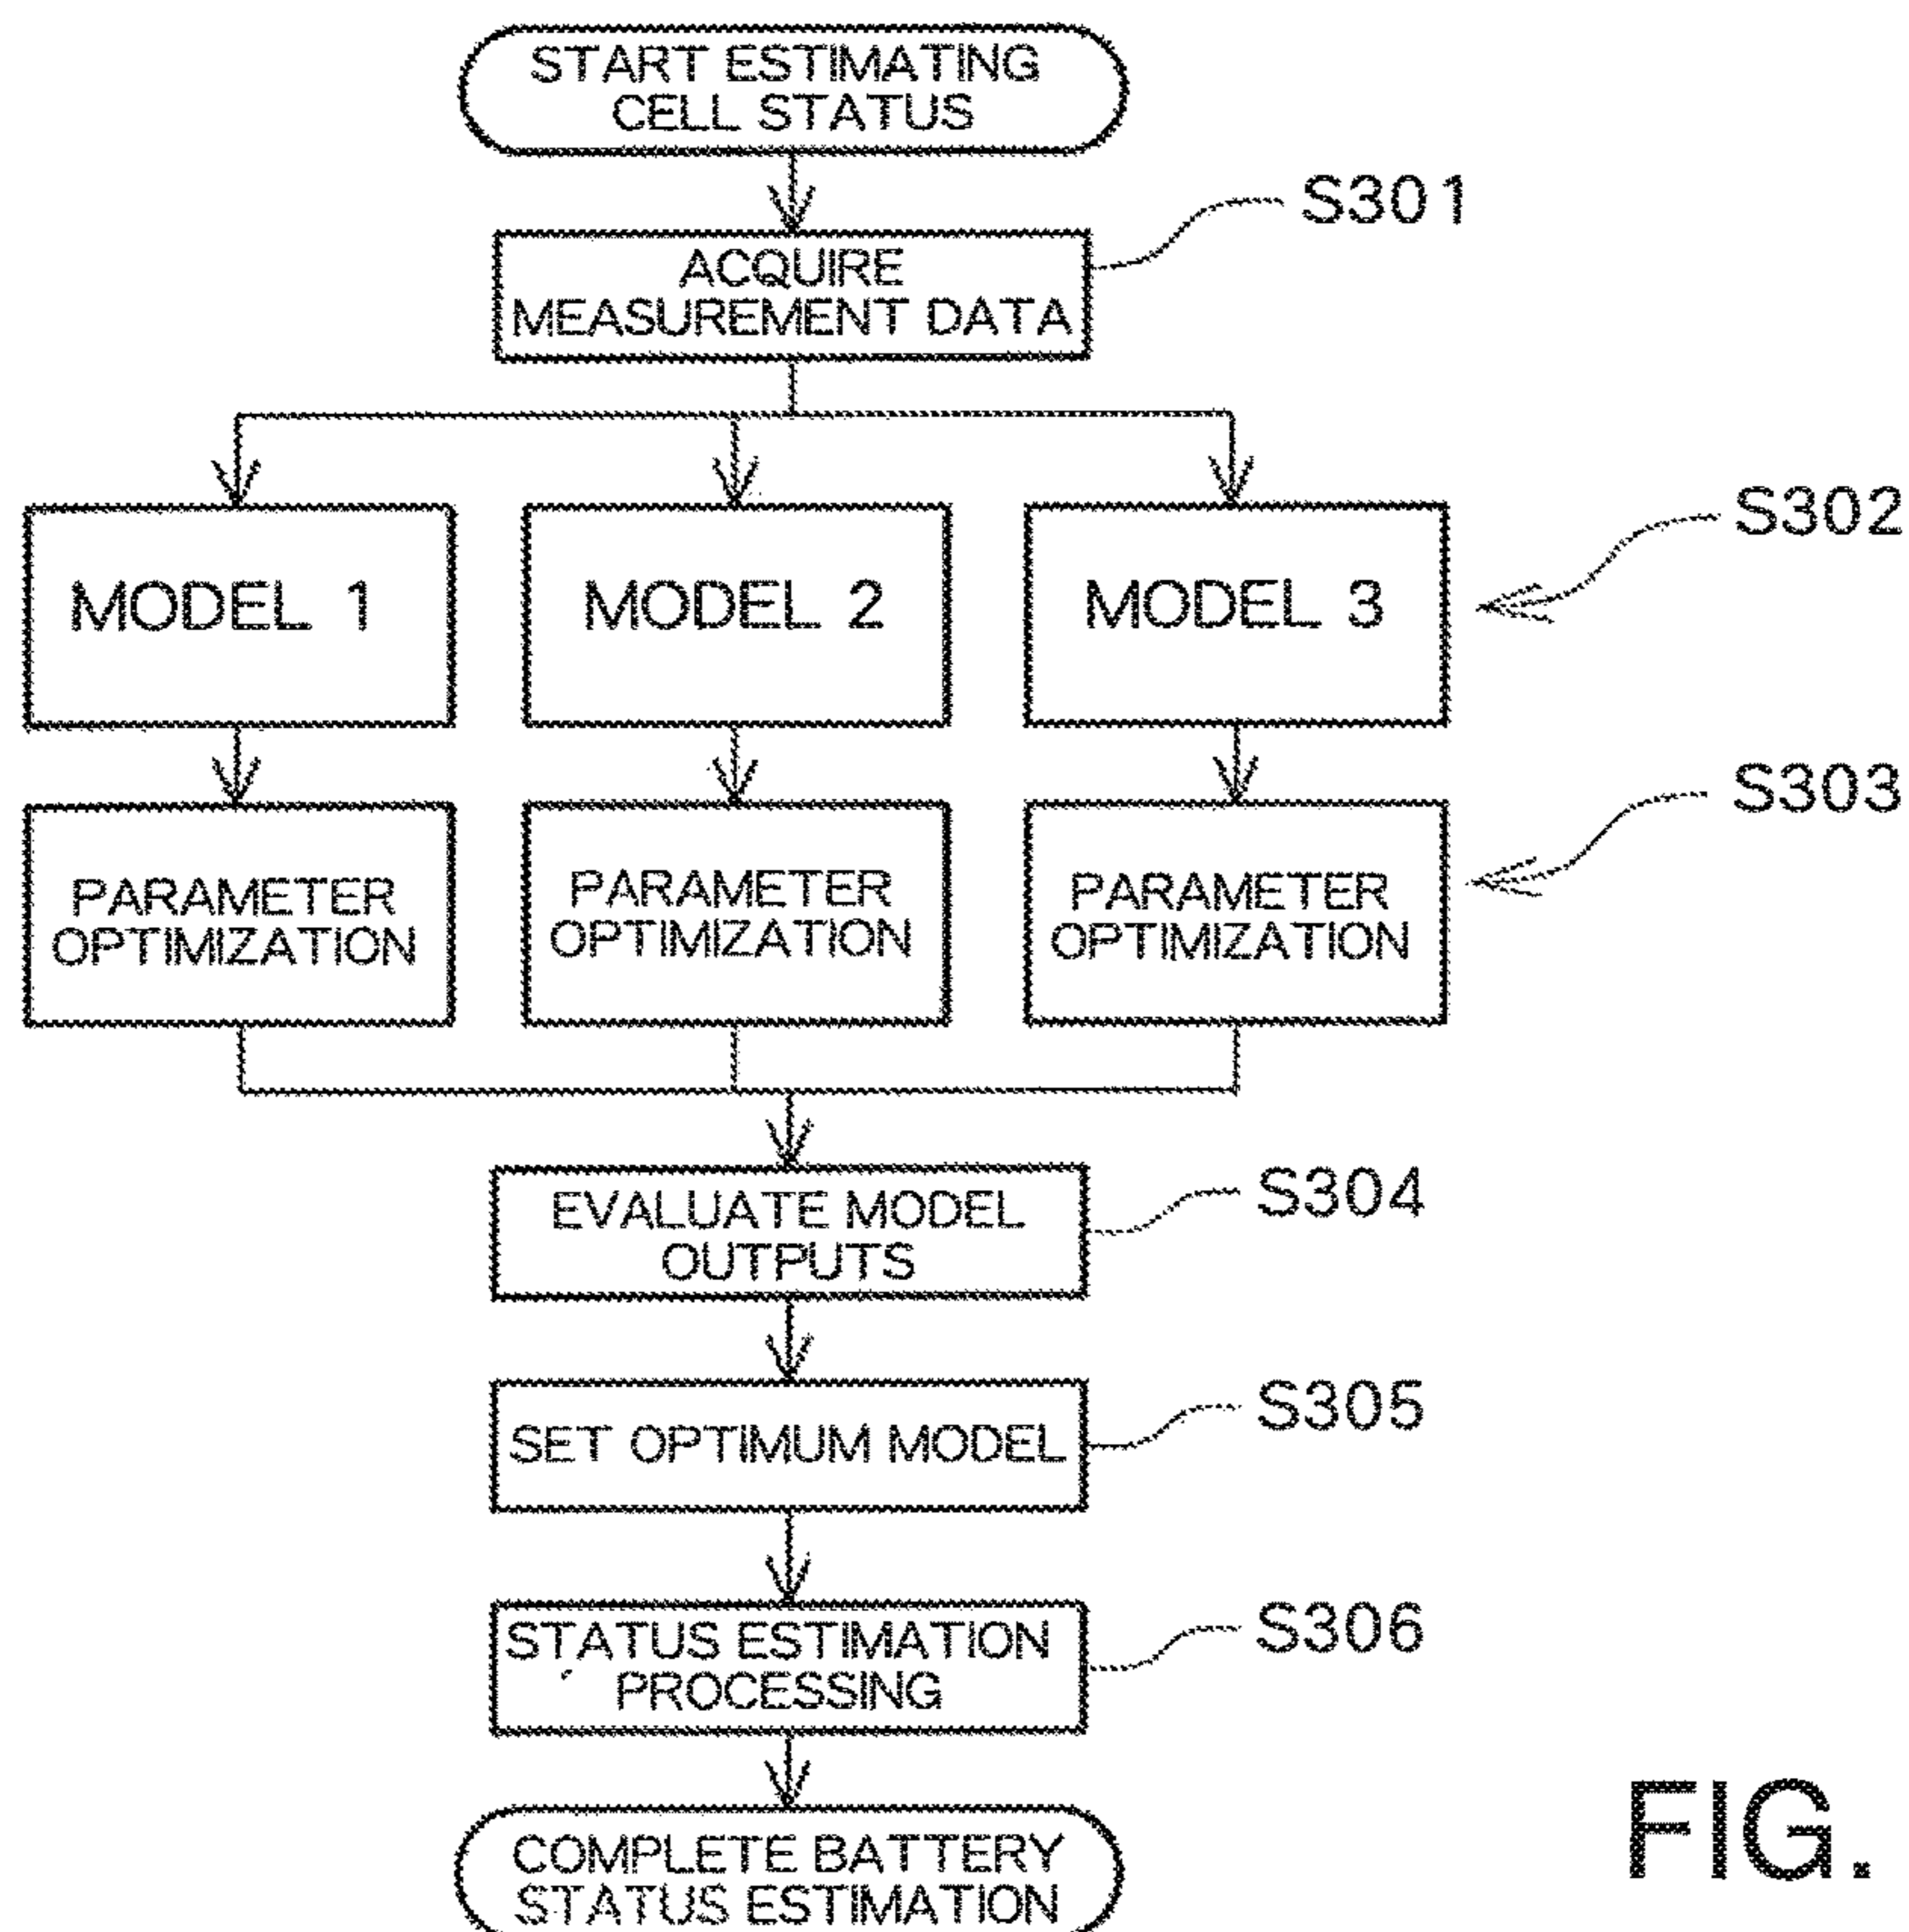 START ESTIMATING
CELL STATUS
S301
ACQUIRE
MEASUREMENT DATA
S302
MODEL 1
MODEL 2
MODEL 3
S303
PARAMETER
OPTIMIZATION
PARAMETER
OPTIMIZATION
PARAMETER
OPTIMIZATION
S304
EVALUATE MODEL
OUTPUTS
S305
SET OPTIMUM MODEL
S306
STATUS ESTIMATION
PROCESSING
COMPLETE BATTERY
STATUS ESTIMATION
FIG.